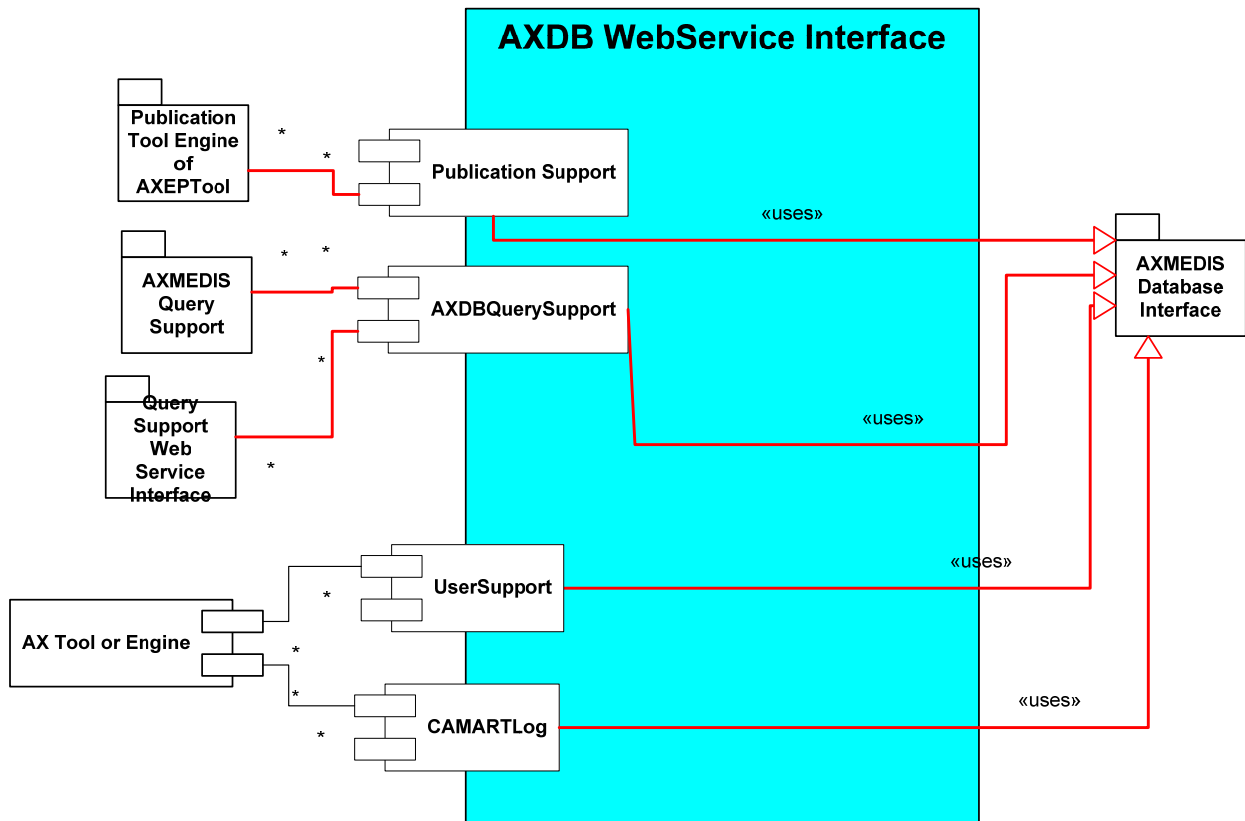 AXDB WebService Interface
Publication
Tool Engine
of
AXEPTool
*
*
Publication Support
«uses»
AXMEDIS
Query
Support
*
*
AXDBQuerySupport
AXMEDIS
Database
Interface
Query
Support
Web
Service
Interface
*
*
«uses»
AX Tool or Engine
*
*
UserSupport
«uses»
*
*
CAMARTLog
«uses»